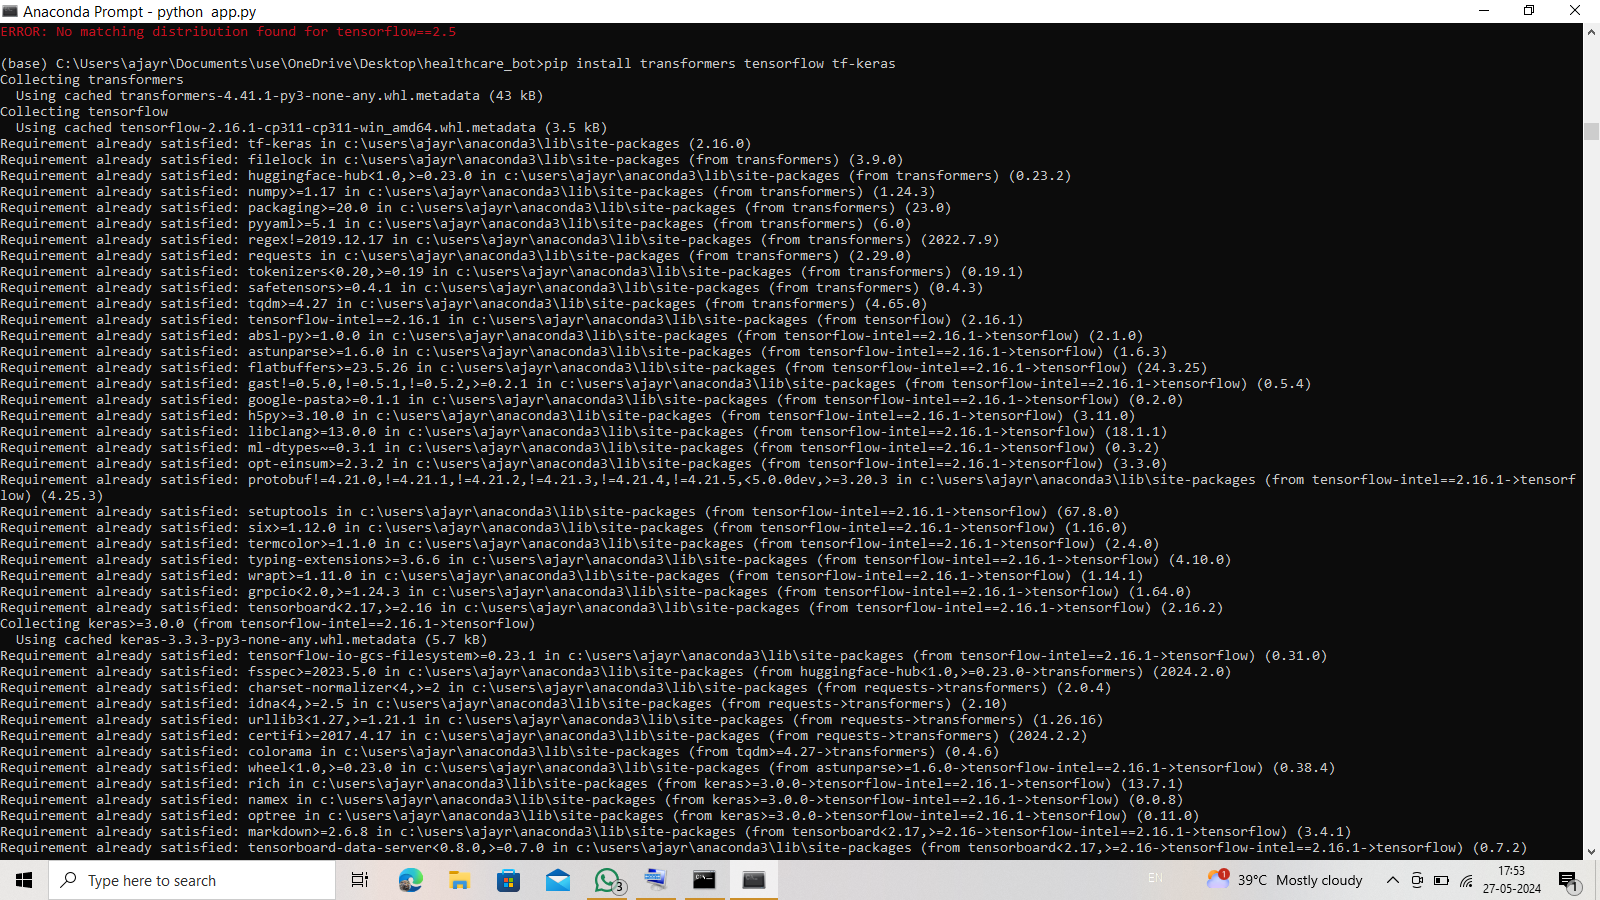 Anaconda Prompt - python  app.py
ERROR: No matching distribution found for tensorflow==2.5
(base) C:\Users\ajayr\Documents\use\OneDrive\Desktop\healthcare_bot>pip install transformers tensorflow tf-keras
Collecting transformers
  Using cached transformers-4.41.1-py3-none-any.whl.metadata (43 kB)
Collecting tensorflow
  Using cached tensorflow-2.16.1-cp311-cp311-win_amd64.whl.metadata (3.5 kB)
Requirement already satisfied: tf-keras in c:\users\ajayr\anaconda3\lib\site-packages (2.16.0)
Requirement already satisfied: filelock in c:\users\ajayr\anaconda3\lib\site-packages (from transformers) (3.9.0)
Requirement already satisfied: huggingface-hub<1.0,>=0.23.0 in c:\users\ajayr\anaconda3\lib\site-packages (from transformers) (0.23.2)
Requirement already satisfied: numpy>=1.17 in c:\users\ajayr\anaconda3\lib\site-packages (from transformers) (1.24.3)
Requirement already satisfied: packaging>=20.0 in c:\users\ajayr\anaconda3\lib\site-packages (from transformers) (23.0)
Requirement already satisfied: pyyaml>=5.1 in c:\users\ajayr\anaconda3\lib\site-packages (from transformers) (6.0)
Requirement already satisfied: regex!=2019.12.17 in c:\users\ajayr\anaconda3\lib\site-packages (from transformers) (2022.7.9)
Requirement already satisfied: requests in c:\users\ajayr\anaconda3\lib\site-packages (from transformers) (2.29.0)
Requirement already satisfied: tokenizers<0.20,>=0.19 in c:\users\ajayr\anaconda3\lib\site-packages (from transformers) (0.19.1)
Requirement already satisfied: safetensors>=0.4.1 in c:\users\ajayr\anaconda3\lib\site-packages (from transformers) (0.4.3)
Requirement already satisfied: tqdm>=4.27 in c:\users\ajayr\anaconda3\lib\site-packages (from transformers) (4.65.0)
Requirement already satisfied: tensorflow-intel==2.16.1 in c:\users\ajayr\anaconda3\lib\site-packages (from tensorflow) (2.16.1)
Requirement already satisfied: absl-py>=1.0.0 in c:\users\ajayr\anaconda3\lib\site-packages (from tensorflow-intel==2.16.1->tensorflow) (2.1.0)
Requirement already satisfied: astunparse>=1.6.0 in c:\users\ajayr\anaconda3\lib\site-packages (from tensorflow-intel==2.16.1->tensorflow) (1.6.3)
Requirement already satisfied: flatbuffers>=23.5.26 in c:\users\ajayr\anaconda3\lib\site-packages (from tensorflow-intel==2.16.1->tensorflow) (24.3.25)
Requirement already satisfied: gast!=0.5.0,!=0.5.1,!=0.5.2,>=0.2.1 in c:\users\ajayr\anaconda3\lib\site-packages (from tensorflow-intel==2.16.1->tensorflow) (0.5.4)
Requirement already satisfied: google-pasta>=0.1.1 in c:\users\ajayr\anaconda3\lib\site-packages (from tensorflow-intel==2.16.1->tensorflow) (0.2.0)
Requirement already satisfied: h5py>=3.10.0 in c:\users\ajayr\anaconda3\lib\site-packages (from tensorflow-intel==2.16.1->tensorflow) (3.11.0)
Requirement already satisfied: libclang>=13.0.0 in c:\users\ajayr\anaconda3\lib\site-packages (from tensorflow-intel==2.16.1->tensorflow) (18.1.1)
Requirement already satisfied: ml-dtypes~=0.3.1 in c:\users\ajayr\anaconda3\lib\site-packages (from tensorflow-intel==2.16.1->tensorflow) (0.3.2)
Requirement already satisfied: opt-einsum>=2.3.2 in c:\users\ajayr\anaconda3\lib\site-packages (from tensorflow-intel==2.16.1->tensorflow) (3.3.0)
Requirement already satisfied: protobuf!=4.21.0,!=4.21.1,!=4.21.2,!=4.21.3,!=4.21.4,!=4.21.5,<5.0.0dev,>=3.20.3 in c:\users\ajayr\anaconda3\lib\site-packages (from tensorflow-intel==2.16.1->tensorf
low) (4.25.3)
Requirement already satisfied: setuptools in c:\users\ajayr\anaconda3\lib\site-packages (from tensorflow-intel==2.16.1->tensorflow) (67.8.0)
Requirement already satisfied: six>=1.12.0 in c:\users\ajayr\anaconda3\lib\site-packages (from tensorflow-intel==2.16.1->tensorflow) (1.16.0)
Requirement already satisfied: termcolor>=1.1.0 in c:\users\ajayr\anaconda3\lib\site-packages (from tensorflow-intel==2.16.1->tensorflow) (2.4.0)
Requirement already satisfied: typing-extensions>=3.6.6 in c:\users\ajayr\anaconda3\lib\site-packages (from tensorflow-intel==2.16.1->tensorflow) (4.10.0)
Requirement already satisfied: wrapt>=1.11.0 in c:\users\ajayr\anaconda3\lib\site-packages (from tensorflow-intel==2.16.1->tensorflow) (1.14.1)
Requirement already satisfied: grpcio<2.0,>=1.24.3 in c:\users\ajayr\anaconda3\lib\site-packages (from tensorflow-intel==2.16.1->tensorflow) (1.64.0)
Requirement already satisfied: tensorboard<2.17,>=2.16 in c:\users\ajayr\anaconda3\lib\site-packages (from tensorflow-intel==2.16.1->tensorflow) (2.16.2)
Collecting keras>=3.0.0 (from tensorflow-intel==2.16.1->tensorflow)
  Using cached keras-3.3.3-py3-none-any.whl.metadata (5.7 kB)
Requirement already satisfied: tensorflow-io-gcs-filesystem>=0.23.1 in c:\users\ajayr\anaconda3\lib\site-packages (from tensorflow-intel==2.16.1->tensorflow) (0.31.0)
Requirement already satisfied: fsspec>=2023.5.0 in c:\users\ajayr\anaconda3\lib\site-packages (from huggingface-hub<1.0,>=0.23.0->transformers) (2024.2.0)
Requirement already satisfied: charset-normalizer<4,>=2 in c:\users\ajayr\anaconda3\lib\site-packages (from requests->transformers) (2.0.4)
Requirement already satisfied: idna<4,>=2.5 in c:\users\ajayr\anaconda3\lib\site-packages (from requests->transformers) (2.10)
Requirement already satisfied: urllib3<1.27,>=1.21.1 in c:\users\ajayr\anaconda3\lib\site-packages (from requests->transformers) (1.26.16)
Requirement already satisfied: certifi>=2017.4.17 in c:\users\ajayr\anaconda3\lib\site-packages (from requests->transformers) (2024.2.2)
Requirement already satisfied: colorama in c:\users\ajayr\anaconda3\lib\site-packages (from tqdm>=4.27->transformers) (0.4.6)
Requirement already satisfied: wheel<1.0,>=0.23.0 in c:\users\ajayr\anaconda3\lib\site-packages (from astunparse>=1.6.0->tensorflow-intel==2.16.1->tensorflow) (0.38.4)
Requirement already satisfied: rich in c:\users\ajayr\anaconda3\lib\site-packages (from keras>=3.0.0->tensorflow-intel==2.16.1->tensorflow) (13.7.1)
Requirement already satisfied: namex in c:\users\ajayr\anaconda3\lib\site-packages (from keras>=3.0.0->tensorflow-intel==2.16.1->tensorflow) (0.0.8)
Requirement already satisfied: optree in c:\users\ajayr\anaconda3\lib\site-packages (from keras>=3.0.0->tensorflow-intel==2.16.1->tensorflow) (0.11.0)
Requirement already satisfied: markdown>=2.6.8 in c:\users\ajayr\anaconda3\lib\site-packages (from tensorboard<2.17,>=2.16->tensorflow-intel==2.16.1->tensorflow) (3.4.1)
Requirement already satisfied: tensorboard-data-server<0.8.0,>=0.7.0 in c:\users\ajayr\anaconda3\lib\site-packages (from tensorboard<2.17,>=2.16->tensorflow-intel==2.16.1->tensorflow) (0.7.2)
Type here to search
3
EN
1
39°C Mostly cloudy
17:53
27-05-2024
1